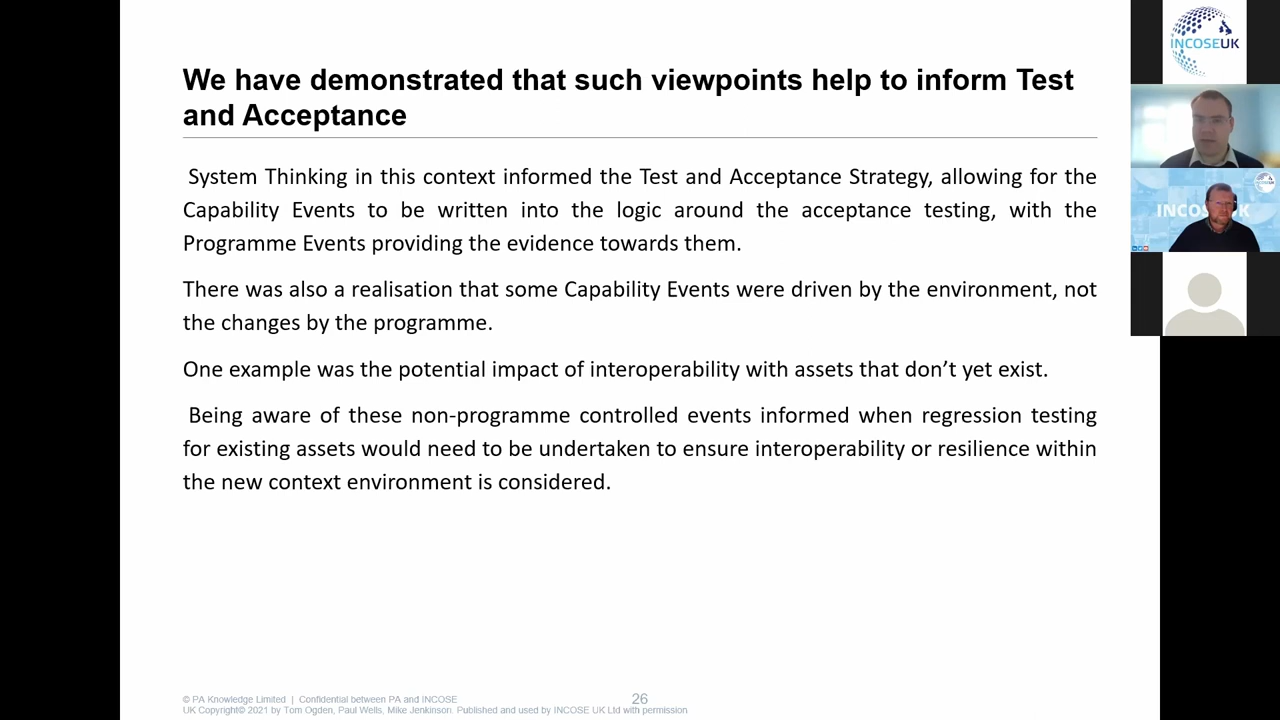 We have demonstrated that such viewpoints help to inform Test
and Acceptance
System Thinking in this context informed the Test and Acceptance Strategy, allowing for the
Capability Events to be written into the logic around the acceptance testing, with the
Programme Events providing the evidence towards them.
There was also a realisation that some Capability Events were driven by the environment, not
the changes by the programme.
One example was the potential impact of interoperability with assets that don’t yet exist.
Being aware of these non-programme controlled events informed when regression testing
for existing assets would need to be undertaken to ensure interoperability or resilience within
the new context environment is considered.
© PA Knowledge Limited | Confidential between PA and INCOSE
UK Copyright© 2021 by Tom Ogden, Paul Wells, Mike Jenkinson. Published and used by INCOSE UK Ltd with permission
26
INCOSEUK